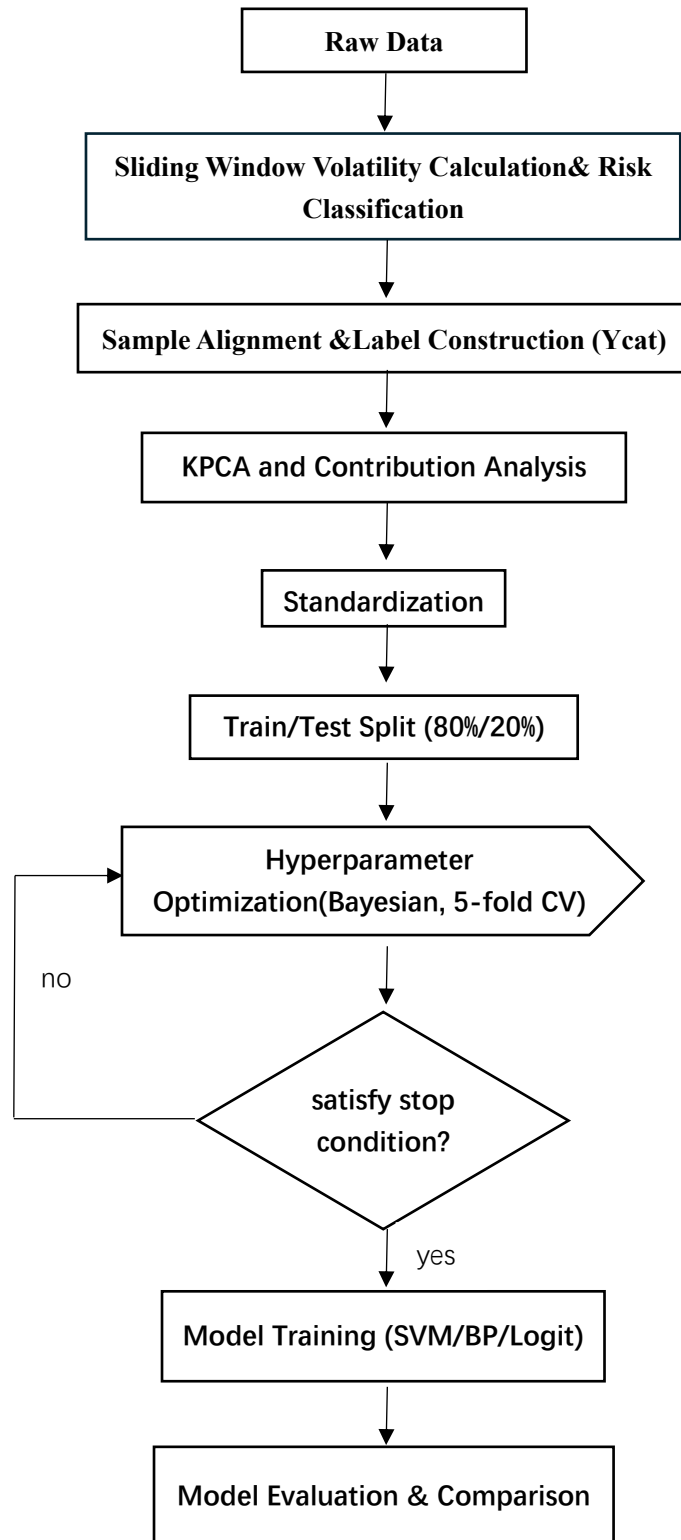 Raw Data
Sliding Window Volatility Calculation& Risk
Classification
Sample Alignment &Label Construction (Ycat)
KPCA and Contribution Analysis
Standardization
Train/Test Split (80%/20%)
Hyperparameter
Optimization(Bayesian, 5-fold CV)
no
satisfy stop
condition?
yes
Model Training (SVM/BP/Logit)
Model Evaluation & Comparison